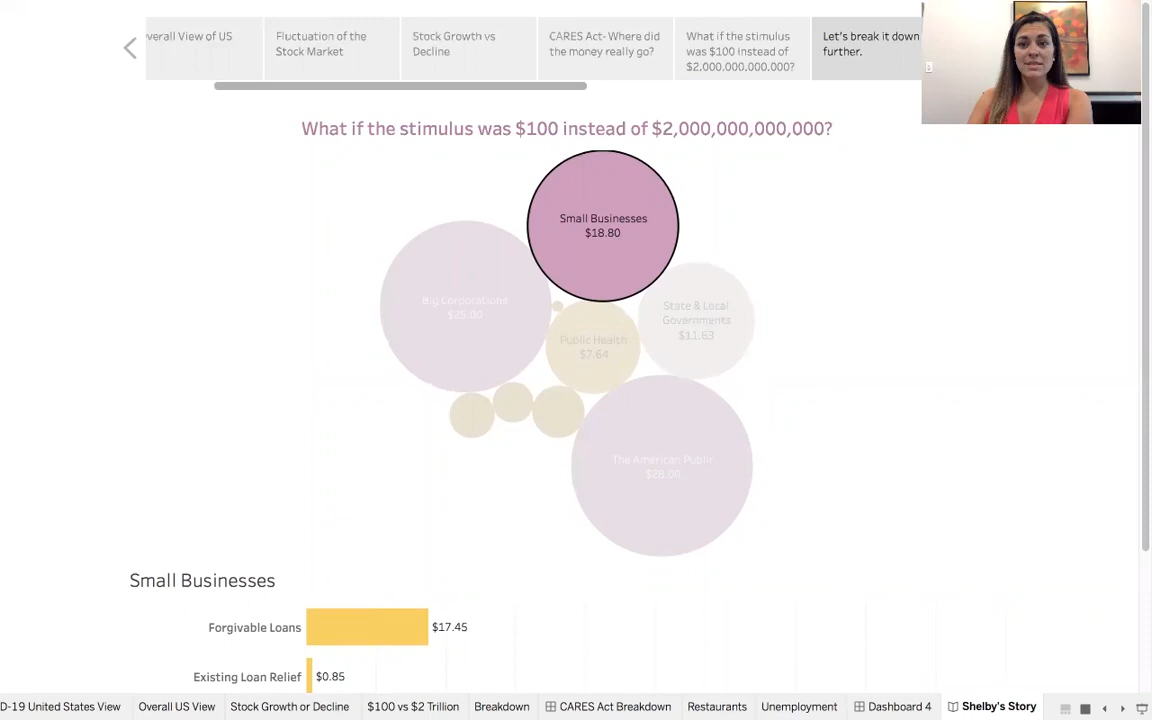 verall View of US
Fluctuation of the
Stock Market
Stock Growth vs
Decline
CARES Act- Where did
the money really go?
What if the stimulus
was $100 instead of
$2,000,000,000,000?
Let's break it down
further.
What if the stimulus was $100 instead of $2,000,000,000,000?
Small Businesses
$18.80
Big Corporations
$25.00
State & Local
Governments
$11.63
Public Health
$7.64
The American Public
$28.00
Small Businesses
Forgivable Loans
$17.45
Existing Loan Relief
$0.85
D-19 United States View
Overall US View
Stock Growth or Decline
$100 vs $2 Trillion
Breakdown
CARES Act Breakdown
Restaurants
Unemployment
Dashboard 4
Shelby's Story